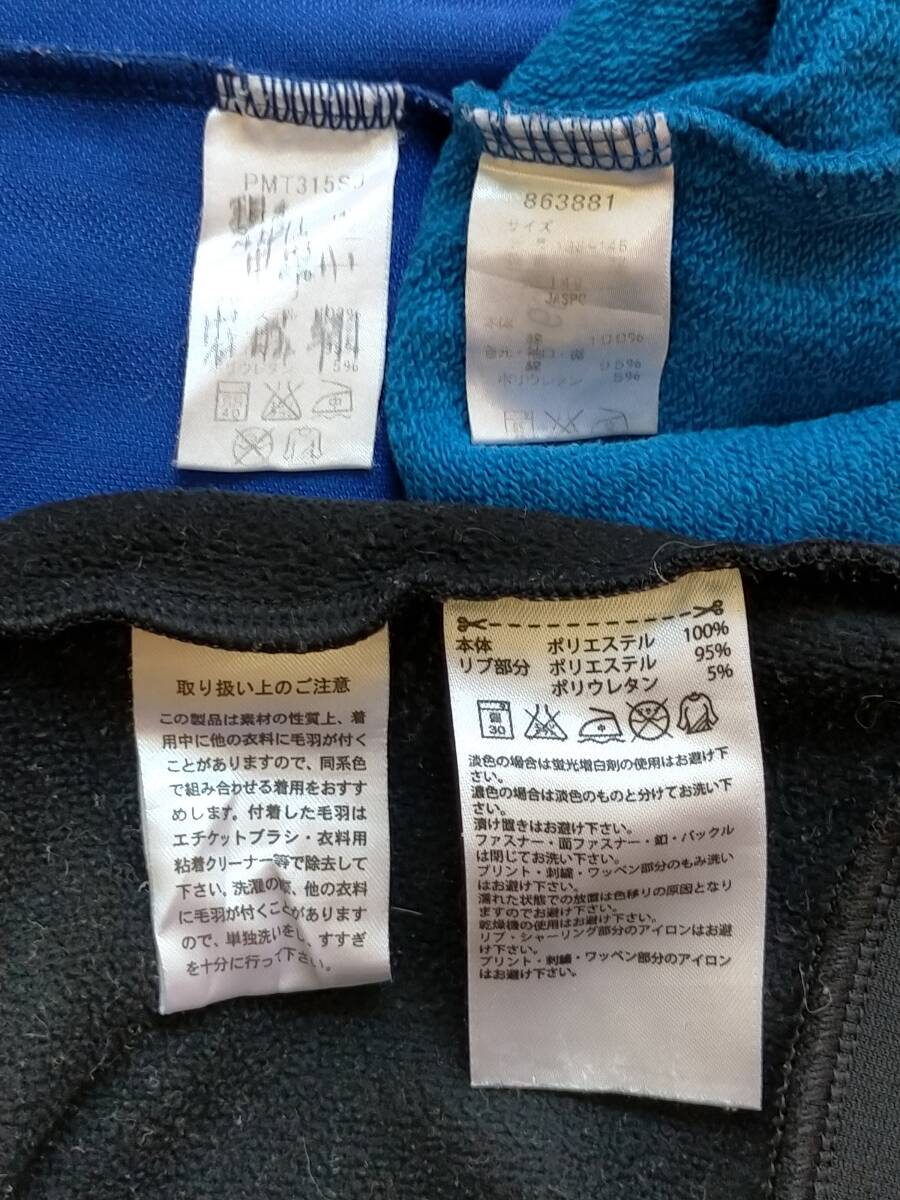 PMT315SJ
5%
40
863881
サイズ
本体
綿 100%
綿 95%
ポリウレタン 5%
取り扱い上のご注意
この製品は素材の性質上、着
用中に他の衣料に毛羽が付く
ことがありますので、同系色
で組み合わせる着用をおすす
めします。付着した毛羽は
エチケットブラシ・衣料用
粘着クリーナー等で除去して
下さい。洗濯の際、他の衣料
に毛羽が付くことがあります
ので、単独洗いをし、すすぎ
を十分に行って下さい。
本体 ポリエステル 100%
リブ部分 ポリエステル 95%
ポリウレタン 5%
30
淡色の場合は蛍光増白剤の使用はお避け下
さい。
濃色の場合は淡色のものと分けてお洗い下
さい。
漬け置きはお避け下さい。
ファスナー・面ファスナー・釦・バックル
は閉じてお洗い下さい。
プリント・刺繍・ワッペン部分のもみ洗い
はお避け下さい。
濡れた状態での放置は色移りの原因となり
ますのでお避け下さい。
乾燥機の使用はお避け下さい。
リブ・シャーリング部分のアイロンはお避
け下さい。
プリント・刺繍・ワッペン部分のアイロン
はお避け下さい。